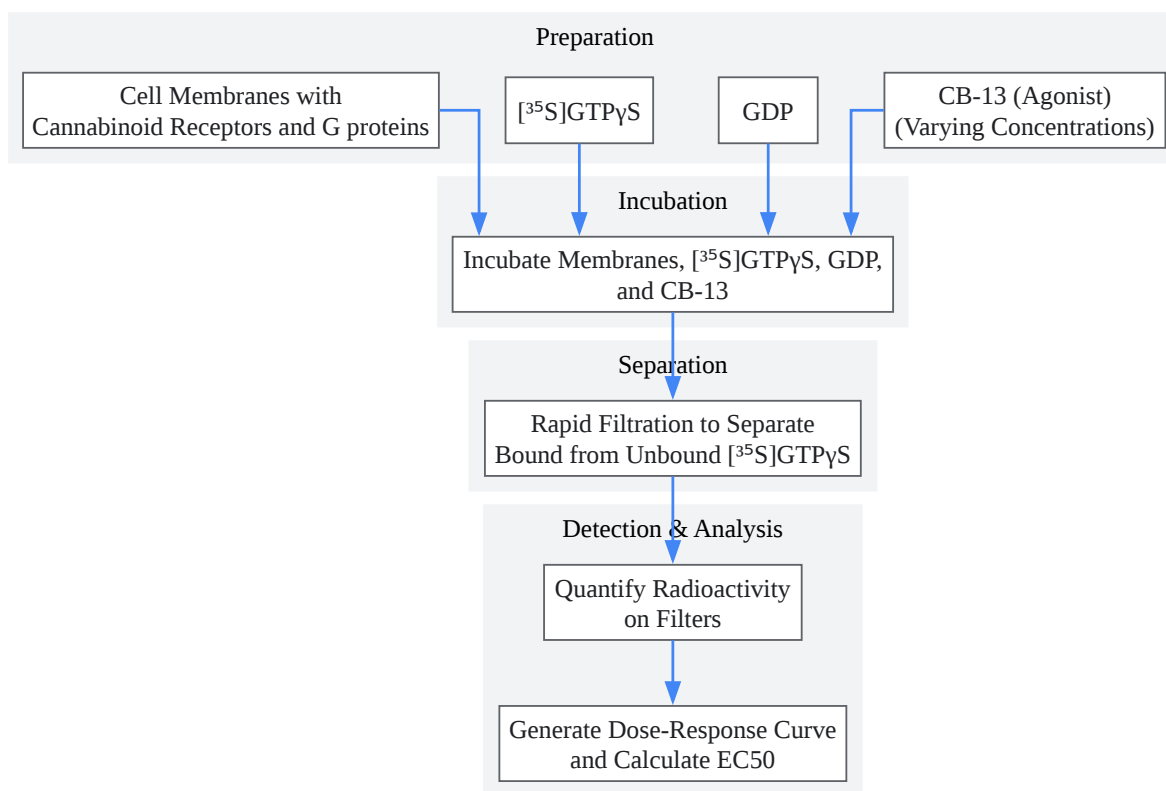 Preparation
Cell Membranes with
Cannabinoid Receptors and G proteins
[³⁵S]GTPγS
GDP
CB-13 (Agonist)
(Varying Concentrations)
Incubation
Incubate Membranes, [³⁵S]GTPγS, GDP,
and CB-13
Separation
Rapid Filtration to Separate
Bound from Unbound [³⁵S]GTPγS
Detection & Analysis
Quantify Radioactivity
on Filters
Generate Dose-Response Curve
and Calculate EC50